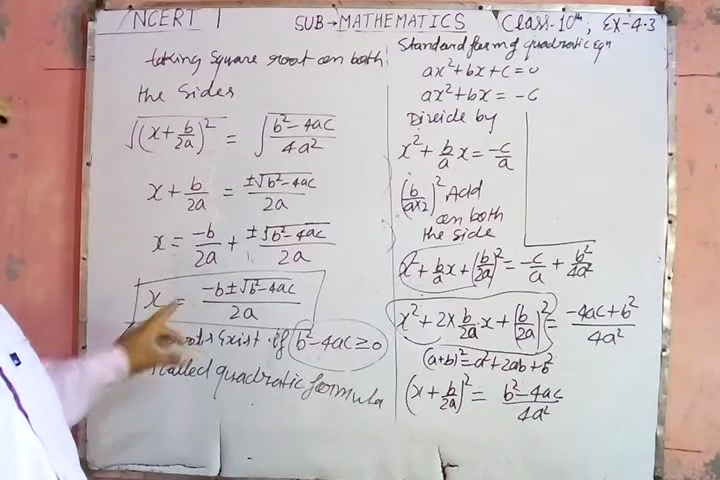 NCERT SUB→MATHEMATICS Class-10th, EX-4.3
Standard form of quadratic Eqn
ax²+bx+c=0
ax²+bx = -c
Divide by
x² + b/a x = -c/a
(b/a×2)² Add
on both
the side
x² + b/a x + (b/2a)² = -c/a + b²/4a²
x² + 2× b/2a ·x + (b/2a)² = -4ac+b²/4a²
(a+b)² = a²+2ab+b²
(x + b/2a)² = b²-4ac/4a²
taking square root on both
the sides
√(x+b/2a)² = √b²-4ac/4a²
x + b/2a = ±√b²-4ac/2a
x = -b/2a + ±√b²-4ac/2a
x = -b±√b²-4ac/2a
Exist if b²-4ac≥0
called quadratic formula